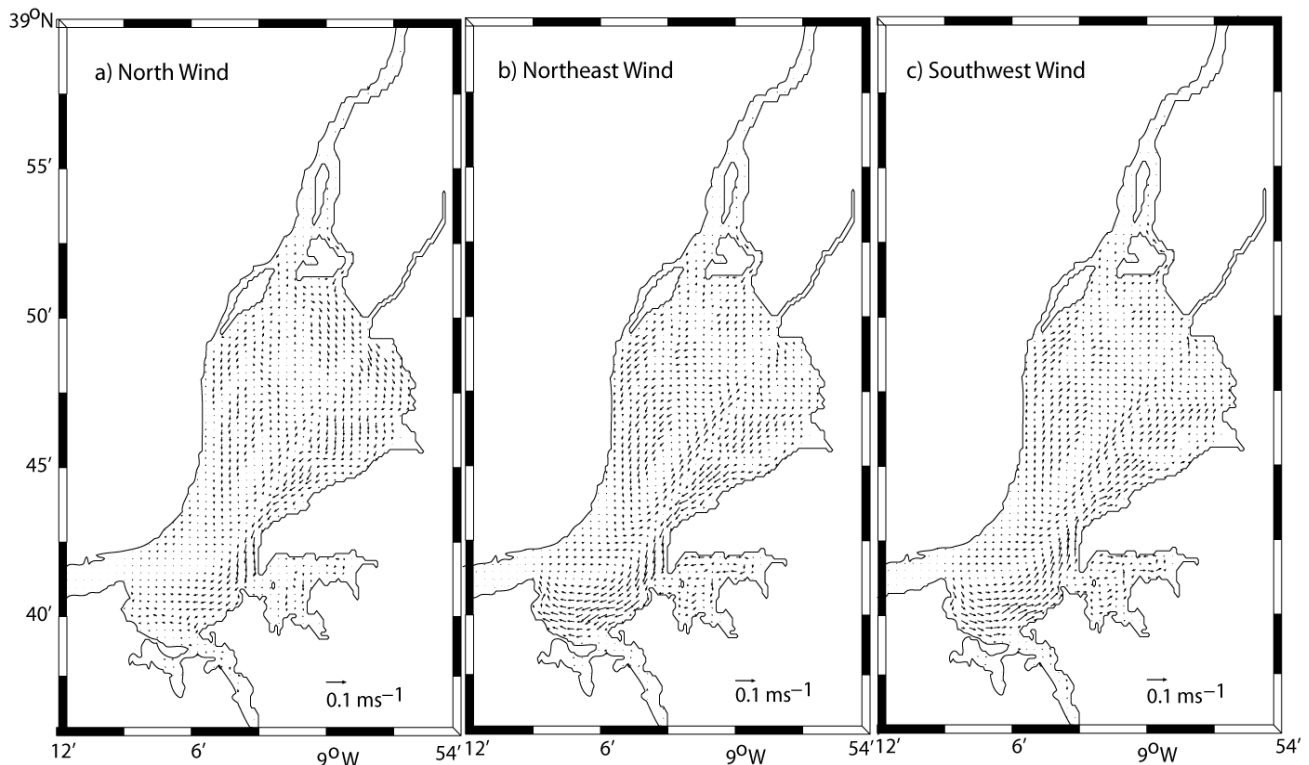 39°N
a) North Wind
b) Northeast Wind
c) Southwest Wind
55′
50′
45′
40′
0.1 ms⁻¹
0.1 ms⁻¹
0.1 ms⁻¹
12′
6′
9°W
54′
12′
6′
9°W
54′
12′
6′
9°W
54′